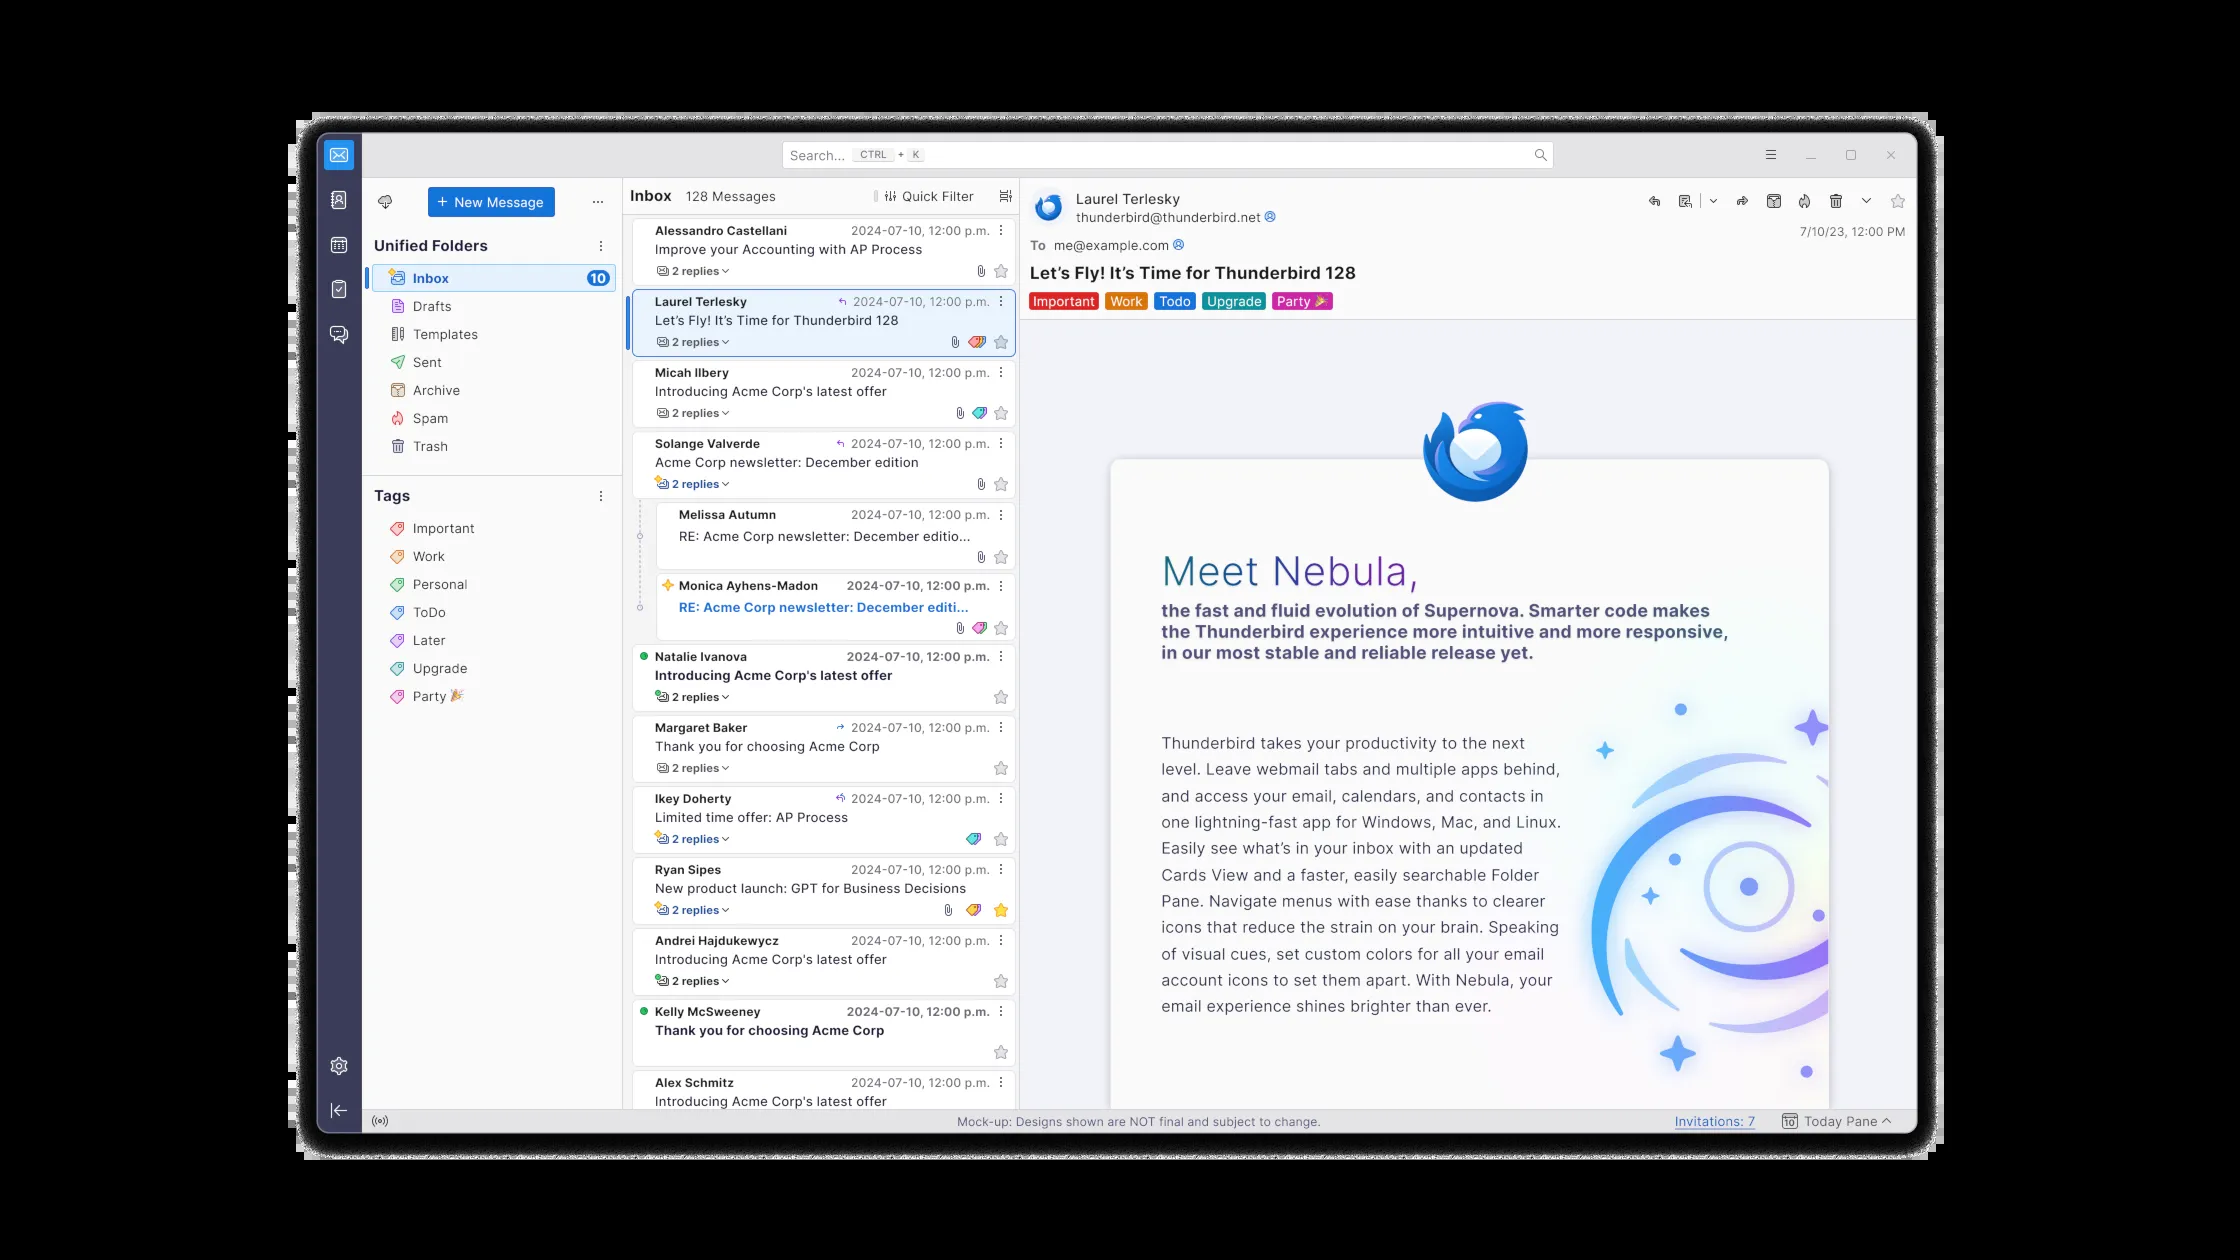 Search... CTRL + K
+ New Message
Unified Folders
Inbox 10
Drafts
Templates
Sent
Archive
Spam
Trash
Tags
Important
Work
Personal
ToDo
Later
Upgrade
Party 🎉
Inbox 128 Messages Quick Filter
Alessandro Castellani 2024-07-10, 12:00 p.m.
Improve your Accounting with AP Process
2 replies
Laurel Terlesky 2024-07-10, 12:00 p.m.
Let’s Fly! It’s Time for Thunderbird 128
2 replies
Micah Ilbery 2024-07-10, 12:00 p.m.
Introducing Acme Corp's latest offer
2 replies
Solange Valverde 2024-07-10, 12:00 p.m.
Acme Corp newsletter: December edition
2 replies
Melissa Autumn 2024-07-10, 12:00 p.m.
RE: Acme Corp newsletter: December editio...
Monica Ayhens-Madon 2024-07-10, 12:00 p.m.
RE: Acme Corp newsletter: December editi...
Natalie Ivanova 2024-07-10, 12:00 p.m.
Introducing Acme Corp's latest offer
2 replies
Margaret Baker 2024-07-10, 12:00 p.m.
Thank you for choosing Acme Corp
2 replies
Ikey Doherty 2024-07-10, 12:00 p.m.
Limited time offer: AP Process
2 replies
Ryan Sipes 2024-07-10, 12:00 p.m.
New product launch: GPT for Business Decisions
2 replies
Andrei Hajdukewycz 2024-07-10, 12:00 p.m.
Introducing Acme Corp's latest offer
2 replies
Kelly McSweeney 2024-07-10, 12:00 p.m.
Thank you for choosing Acme Corp
Alex Schmitz 2024-07-10, 12:00 p.m.
Introducing Acme Corp's latest offer
Laurel Terlesky
thunderbird@thunderbird.net
7/10/23, 12:00 PM
To me@example.com
Let’s Fly! It’s Time for Thunderbird 128
Important Work Todo Upgrade Party 🎉
Meet Nebula,
the fast and fluid evolution of Supernova. Smarter code makes
the Thunderbird experience more intuitive and more responsive,
in our most stable and reliable release yet.
Thunderbird takes your productivity to the next
level. Leave webmail tabs and multiple apps behind,
and access your email, calendars, and contacts in
one lightning-fast app for Windows, Mac, and Linux.
Easily see what’s in your inbox with an updated
Cards View and a faster, easily searchable Folder
Pane. Navigate menus with ease thanks to clearer
icons that reduce the strain on your brain. Speaking
of visual cues, set custom colors for all your email
account icons to set them apart. With Nebula, your
email experience shines brighter than ever.
Mock-up: Designs shown are NOT final and subject to change.
Invitations: 7
10 Today Pane